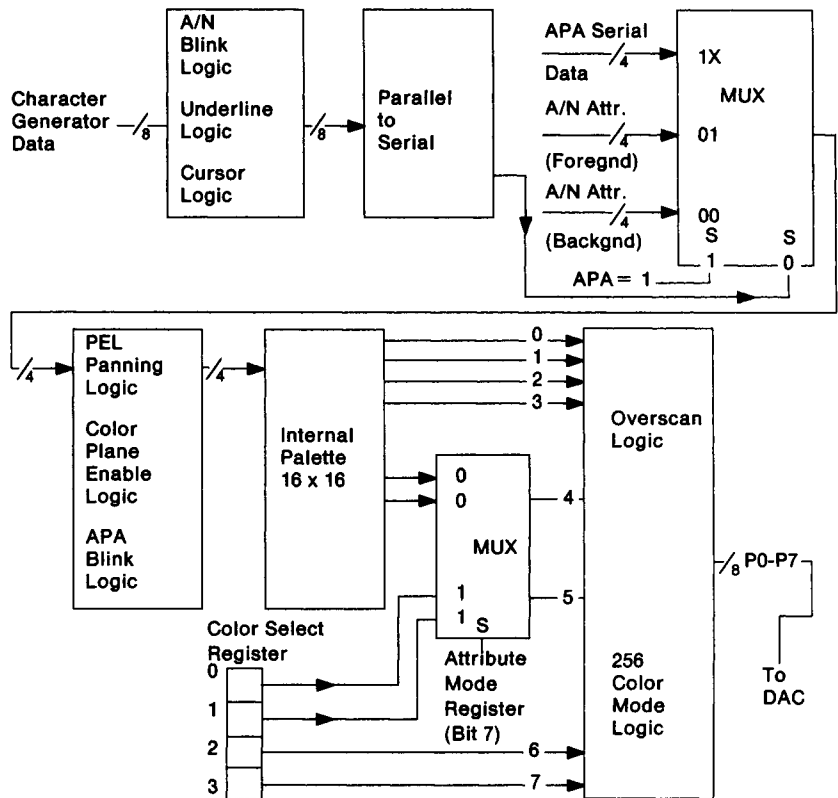 Character
Generator
Data
8
A/N
Blink
Logic
Underline
Logic
Cursor
Logic
8
Parallel
to
Serial
APA Serial
4
Data
A/N Attr.
4
(Foregnd)
A/N Attr.
4
(Backgnd)
1X
MUX
01
00
S S
1 0
APA = 1
4
PEL
Panning
Logic
Color
Plane
Enable
Logic
APA
Blink
Logic
4
Internal
Palette
16 x 16
0
1
2
3
0
0
MUX
1
1 S
4
5
Attribute
Mode
Register
(Bit 7)
Color Select
Register
0
1
2
3
6
7
Overscan
Logic
256
Color
Mode
Logic
8 P0-P7
To
DAC